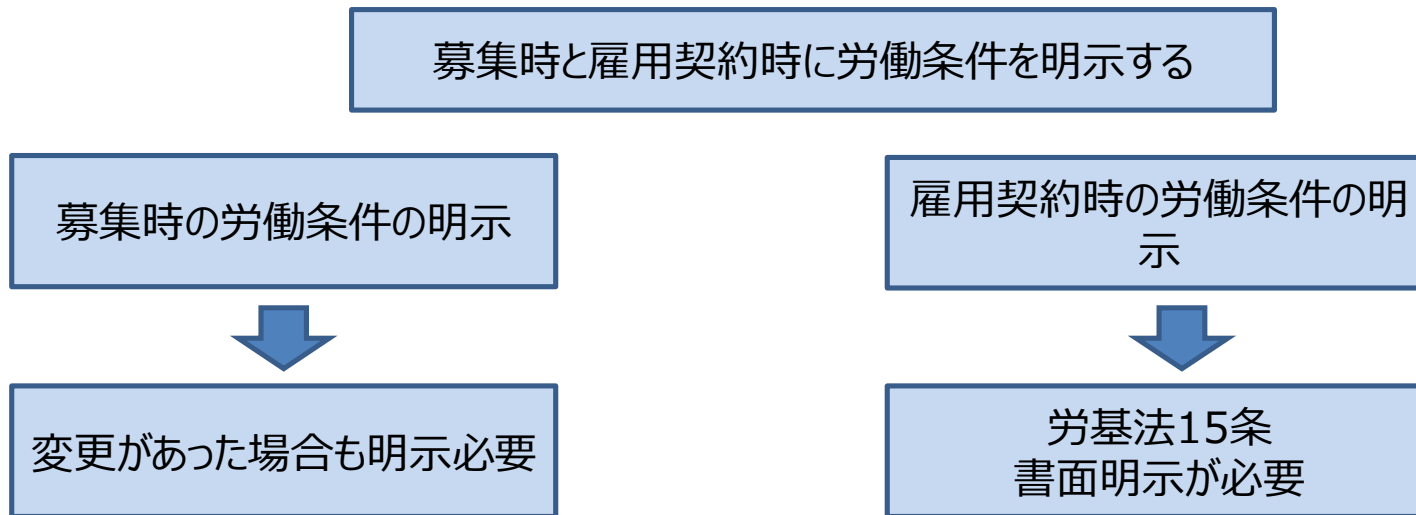 募集時と雇用契約時に労働条件を明示する
募集時の労働条件の明示
雇用契約時の労働条件の明
示
変更があった場合も明示必要
労基法15条
書面明示が必要